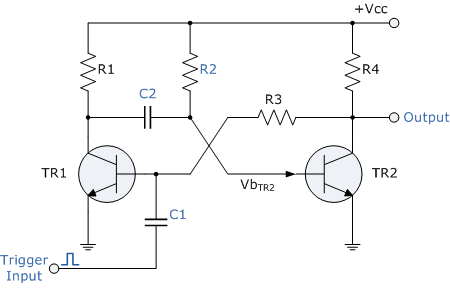 +Vcc
R1
R2
R4
C2
R3
Output
TR1
TR2
VbTR2
C1
Trigger
Input